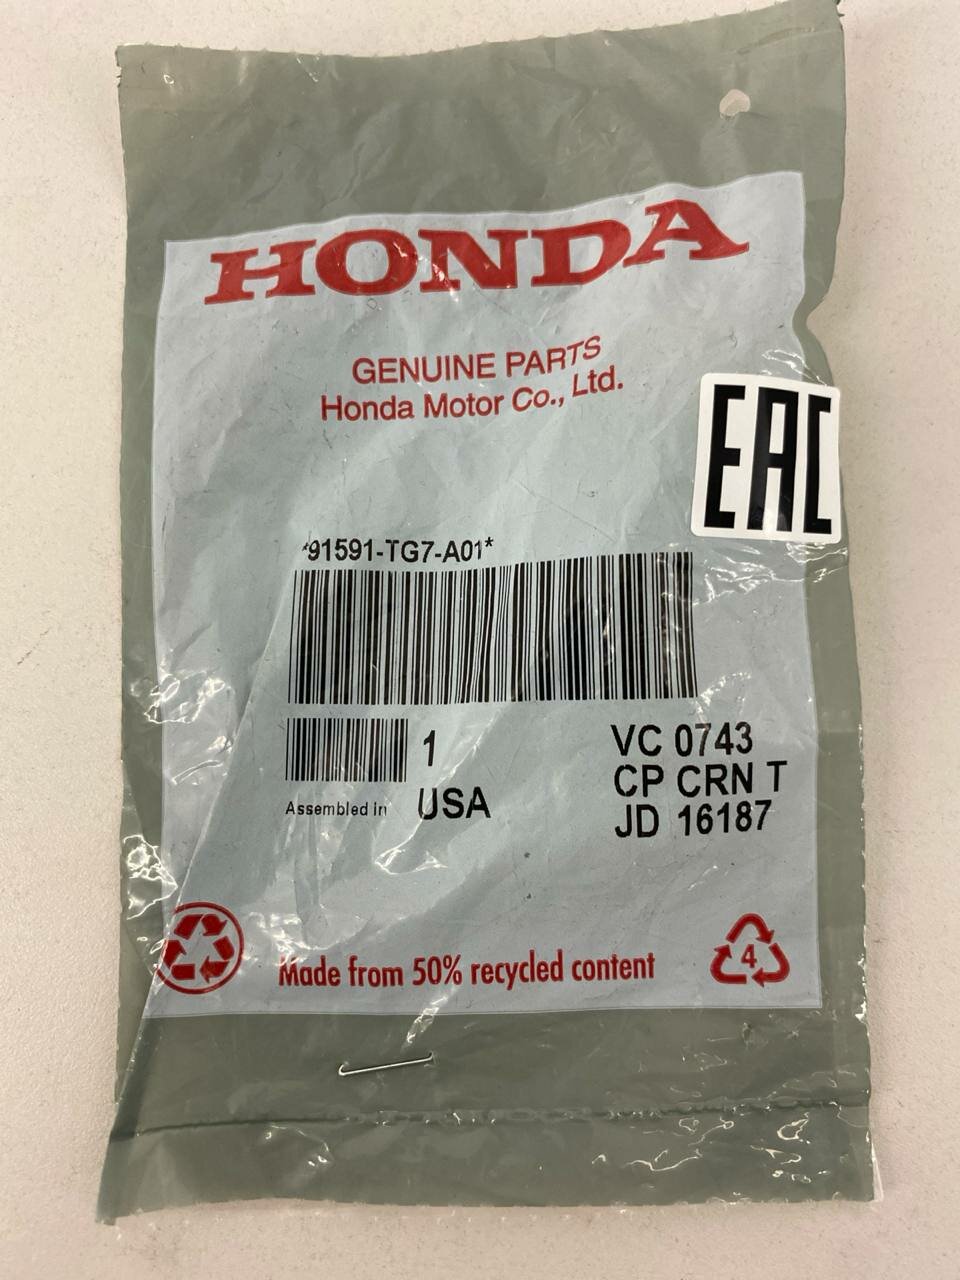 HONDA
GENUINE PARTS
Honda Motor Co., Ltd.
EAC
*91591-TG7-A01*
1
Assembled in USA
VC 0743
CP CRN T
JD 16187
Made from 50% recycled content
4